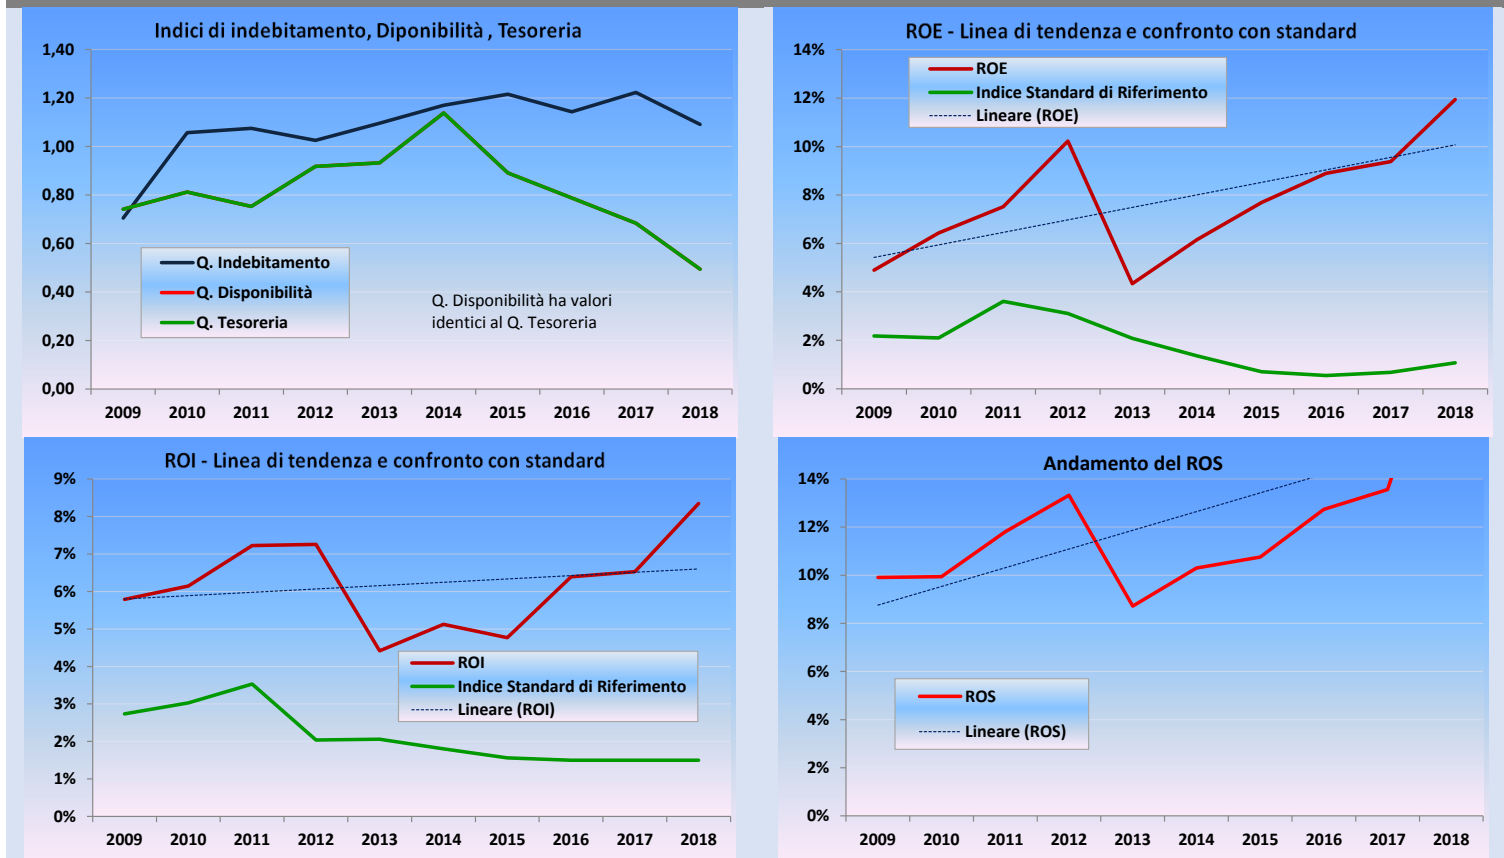 Indici di indebitamento, Diponibilità , Tesoreria
1,40
1,20
1,00
0,80
0,60
0,40
0,20
0,00
Q. Indebitamento
Q. Disponibilità
Q. Tesoreria
Q. Disponibilità ha valori
identici al Q. Tesoreria
2009 2010 2011 2012 2013 2014 2015 2016 2017 2018
ROE - Linea di tendenza e confronto con standard
14%
12%
10%
8%
6%
4%
2%
0%
ROE
Indice Standard di Riferimento
Lineare (ROE)
2009 2010 2011 2012 2013 2014 2015 2016 2017 2018
ROI - Linea di tendenza e confronto con standard
9%
8%
7%
6%
5%
4%
3%
2%
1%
0%
ROI
Indice Standard di Riferimento
Lineare (ROI)
2009 2010 2011 2012 2013 2014 2015 2016 2017 2018
Andamento del ROS
14%
12%
10%
8%
6%
4%
2%
0%
ROS
Lineare (ROS)
2009 2010 2011 2012 2013 2014 2015 2016 2017 2018